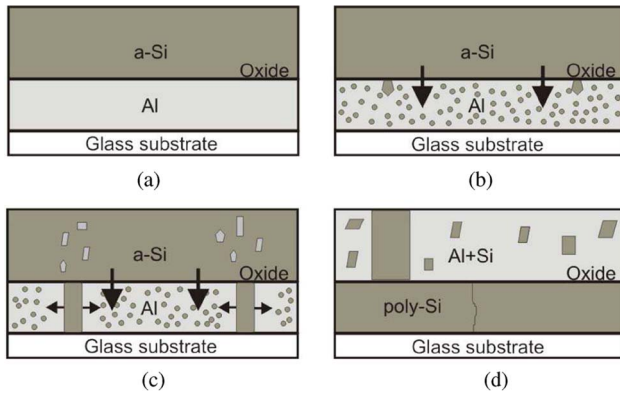 a-Si
Oxide
Al
Glass substrate
(a)
a-Si
Oxide
Al
Glass substrate
(b)
a-Si
Oxide
Al
Glass substrate
(c)
Al+Si
Oxide
poly-Si
Glass substrate
(d)